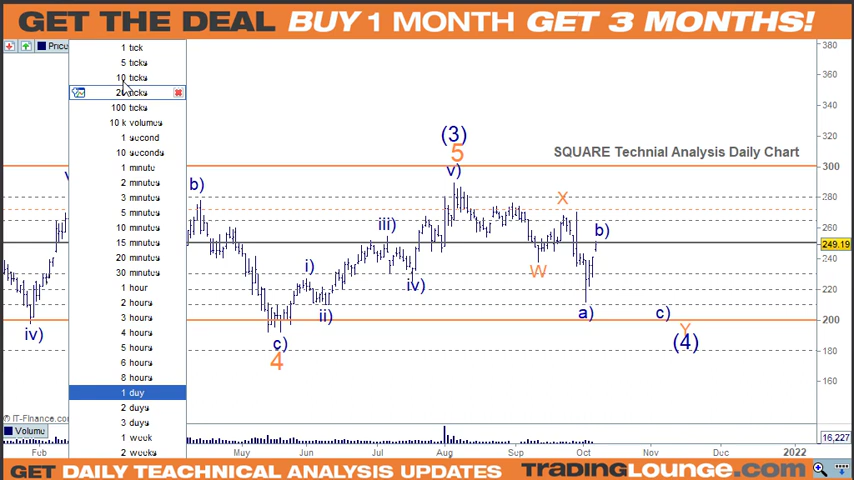 GET THE DEAL BUY 1 MONTH GET 3 MONTHS!
Price
1 tick
5 ticks
10 ticks
100 ticks
10 k volumes
1 second
10 seconds
1 minute
2 minutes
3 minutes
5 minutes
10 minutes
15 minutes
20 minutes
30 minutes
1 hour
2 hours
3 hours
4 hours
5 hours
6 hours
8 hours
1 day
2 days
3 days
1 week
2 weeks
SQUARE Technial Analysis Daily Chart
380
360
340
320
300
280
260
249.19
240
220
200
180
160
(3)
5
v)
b)
iii)
i)
iv)
ii)
c)
4
iv)
X
W
b)
a)
c)
Y
(4)
© IT-Finance.com
Volume
16,227
Feb May Jun Jul Aug Sep Oct Nov Dec 2022
GET DAILY TEACHNICAL ANALYSIS UPDATES TRADINGLOUNGE.com